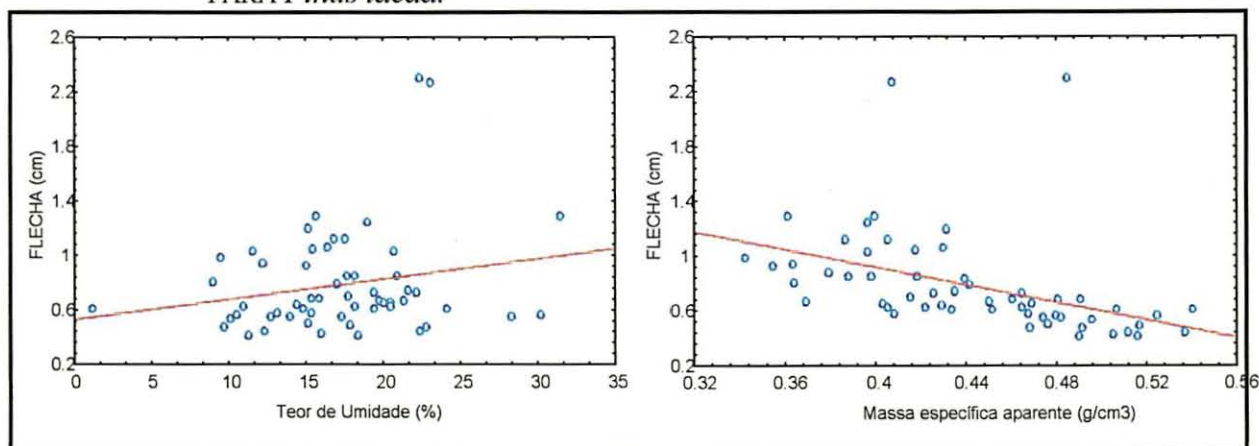 PARA Pinus taeda.
2.6
2.2
1.8
1.4
1
0.6
0.2
FLECHA (cm)
0 5 10 15 20 25 30 35
Teor de Umidade (%)
2.6
2.2
1.8
1.4
1
0.6
0.2
FLECHA (cm)
0.32 0.36 0.4 0.44 0.48 0.52 0.56
Massa específica aparente (g/cm3)